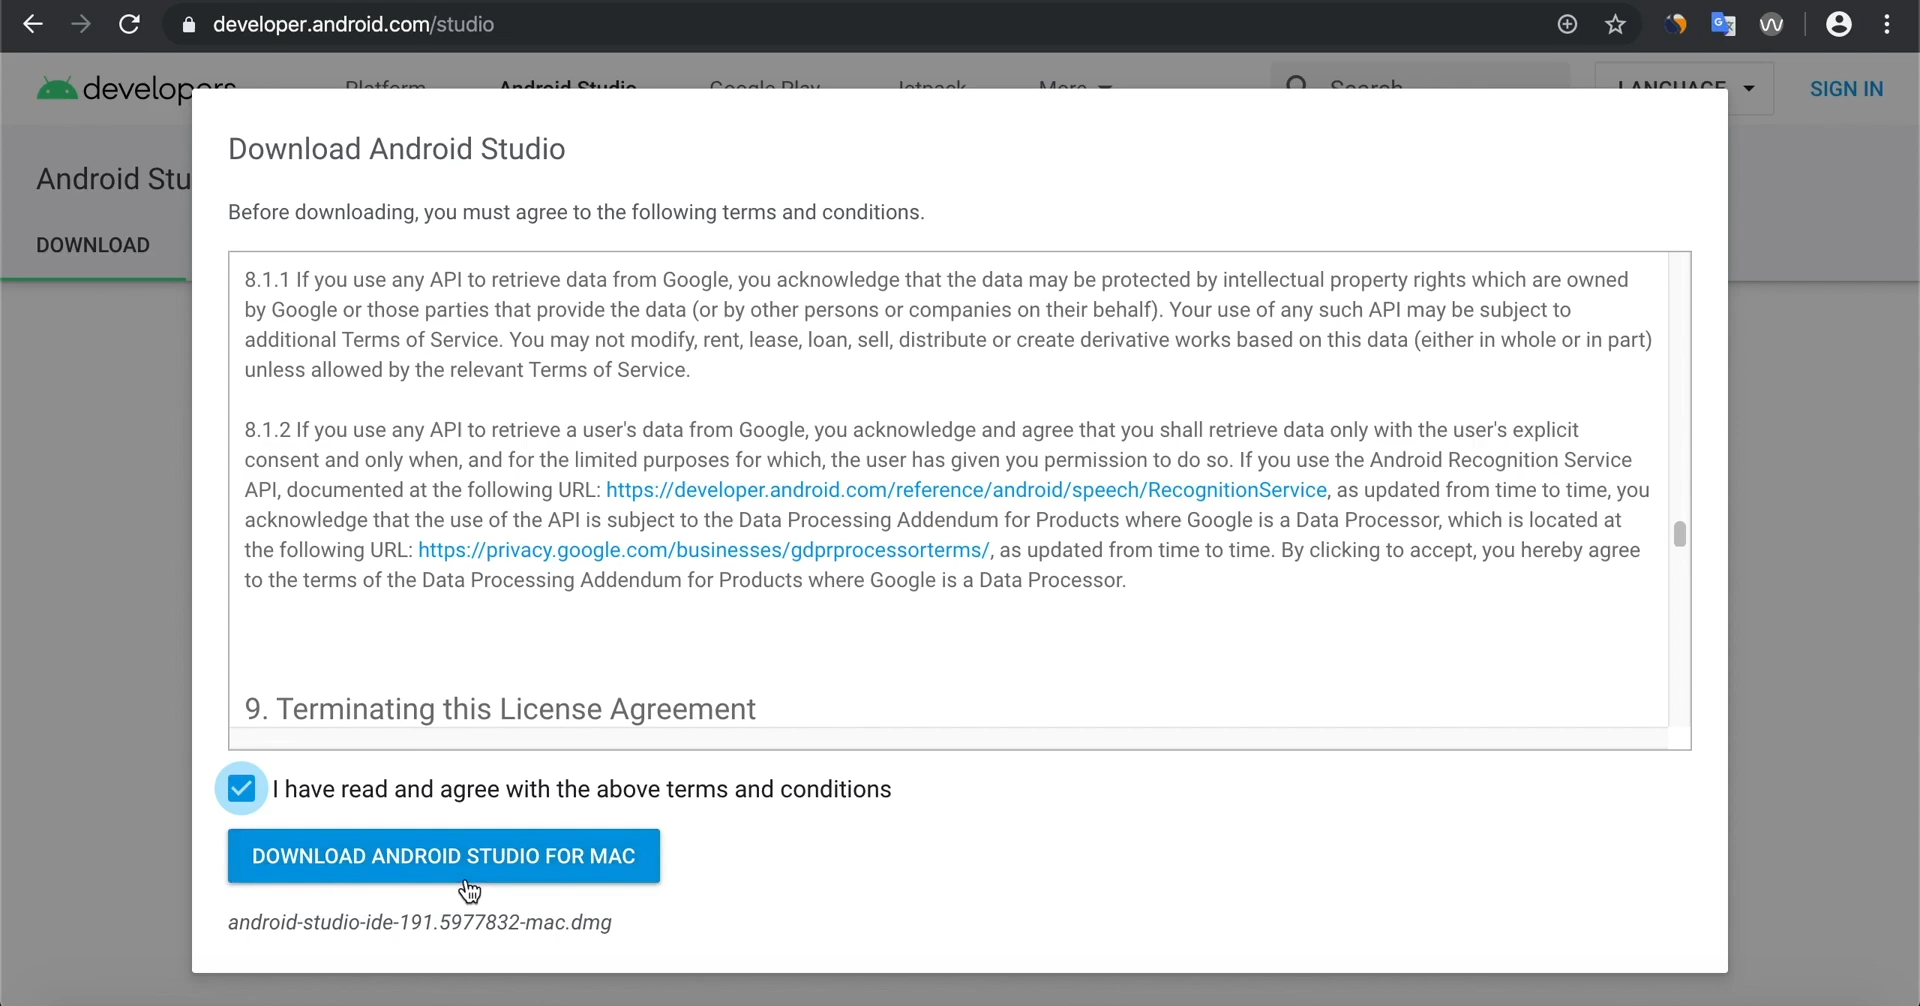 developer.android.com/studio
developers
Platform
Android Studio
Google Play
Jetpack
More
Search
LANGUAGE
SIGN IN
Android Stu
DOWNLOAD
Download Android Studio
Before downloading, you must agree to the following terms and conditions.
8.1.1 If you use any API to retrieve data from Google, you acknowledge that the data may be protected by intellectual property rights which are owned
by Google or those parties that provide the data (or by other persons or companies on their behalf). Your use of any such API may be subject to
additional Terms of Service. You may not modify, rent, lease, loan, sell, distribute or create derivative works based on this data (either in whole or in part)
unless allowed by the relevant Terms of Service.
8.1.2 If you use any API to retrieve a user's data from Google, you acknowledge and agree that you shall retrieve data only with the user's explicit
consent and only when, and for the limited purposes for which, the user has given you permission to do so. If you use the Android Recognition Service
API, documented at the following URL: https://developer.android.com/reference/android/speech/RecognitionService, as updated from time to time, you
acknowledge that the use of the API is subject to the Data Processing Addendum for Products where Google is a Data Processor, which is located at
the following URL: https://privacy.google.com/businesses/gdprprocessorterms/, as updated from time to time. By clicking to accept, you hereby agree
to the terms of the Data Processing Addendum for Products where Google is a Data Processor.
9. Terminating this License Agreement
I have read and agree with the above terms and conditions
DOWNLOAD ANDROID STUDIO FOR MAC
android-studio-ide-191.5977832-mac.dmg